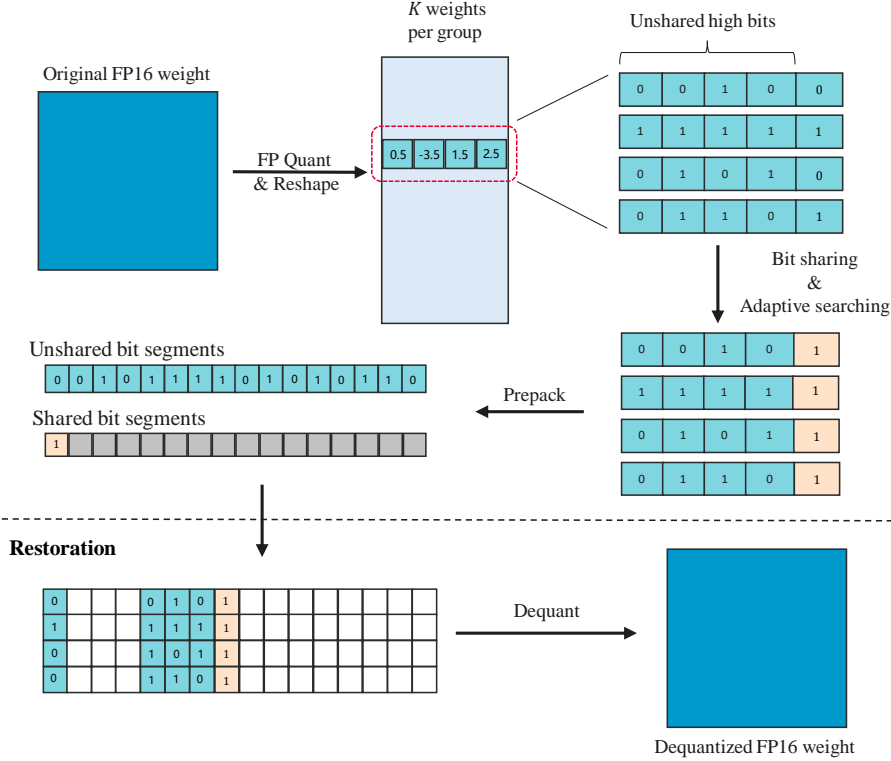 K weights
per group
Unshared high bits
Original FP16 weight
0 0 1 0 0
1 1 1 1 1
0.5 -3.5 1.5 2.5
FP Quant
& Reshape
0 1 0 1 0
0 1 1 0 1
Bit sharing
&
Adaptive searching
0 0 1 0 1
1 1 1 1 1
0 1 0 1 1
0 1 1 0 1
Prepack
Unshared bit segments
0 0 1 0 1 1 1 1 0 1 0 1 0 1 1 0
Shared bit segments
1
Restoration
0 0 1 0 1
1 1 1 1 1
0 1 0 1 1
0 1 1 0 1
Dequant
Dequantized FP16 weight